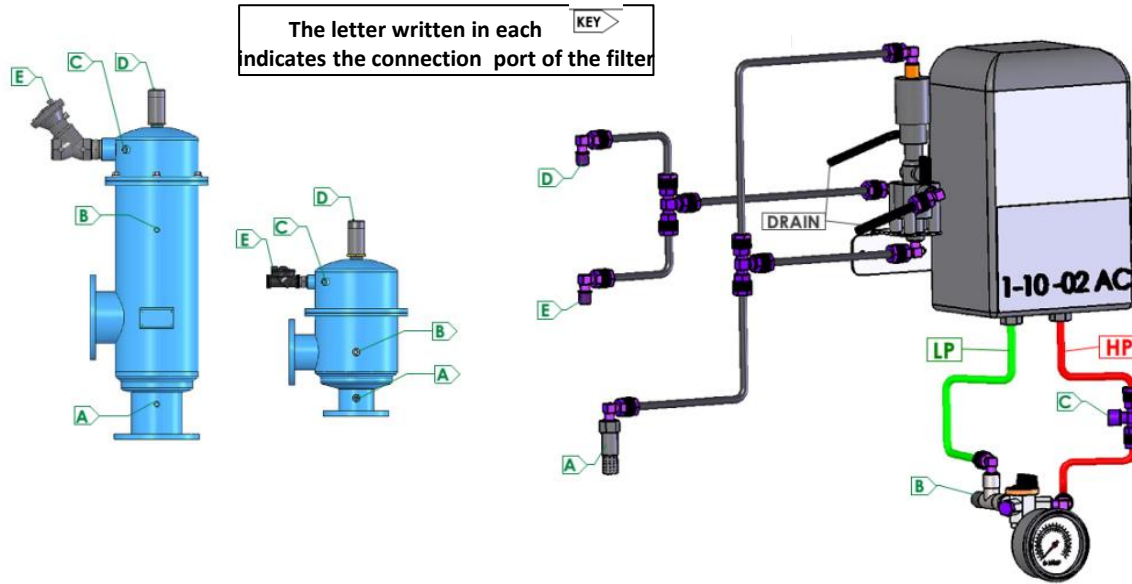 The letter written in each KEY
indicates the connection port of the filter
C
D
E
B
A
D
C
E
B
A
D
E
A
DRAIN
1-10-02 AC
LP
HP
C
B